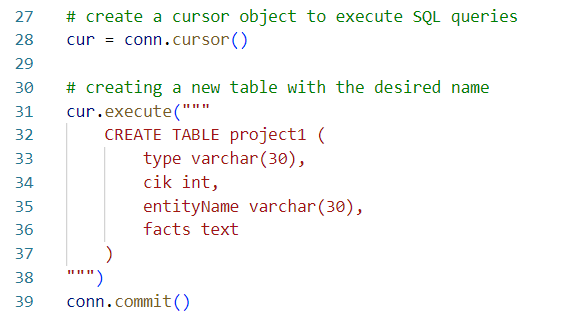 27 # create a cursor object to execute SQL queries
28 cur = conn.cursor()
29
30 # creating a new table with the desired name
31 cur.execute("""
32 CREATE TABLE project1 (
33 type varchar(30),
34 cik int,
35 entityName varchar(30),
36 facts text
37 )
38 """)
39 conn.commit()